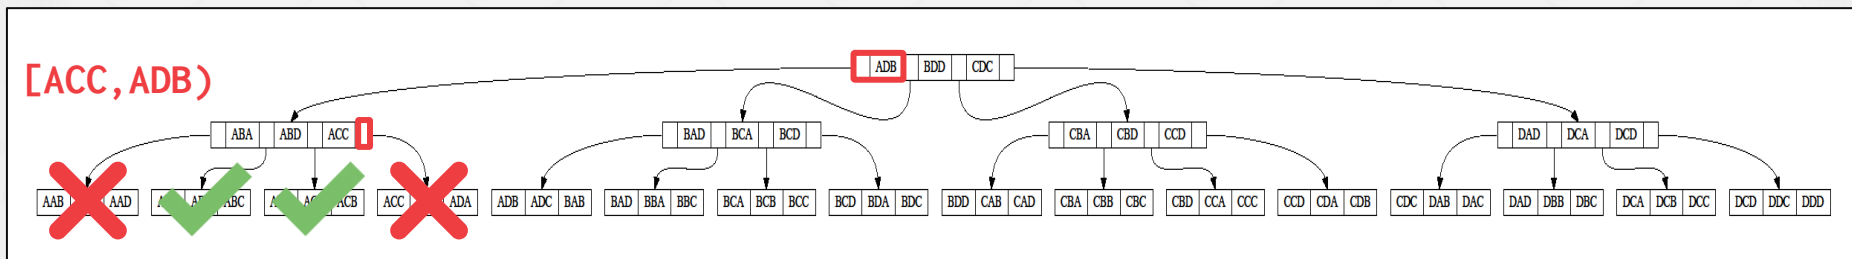 [ACC,ADB)
ADB BDD CDC
ABA ABD ACC BAD BCA BCD CBA CBD CCD DAD DCA DCD
AAB AAD ABC ACB ACC ADA ADB ADC BAB BAD BBA BBC BCA BCB BCC BCD BDA BDC BDD CAB CAD CBA CBB CBC CBD CCA CCC CCD CDA CDB CDC DAB DAC DAD DBB DBC DCA DCB DCC DCD DDC DDD